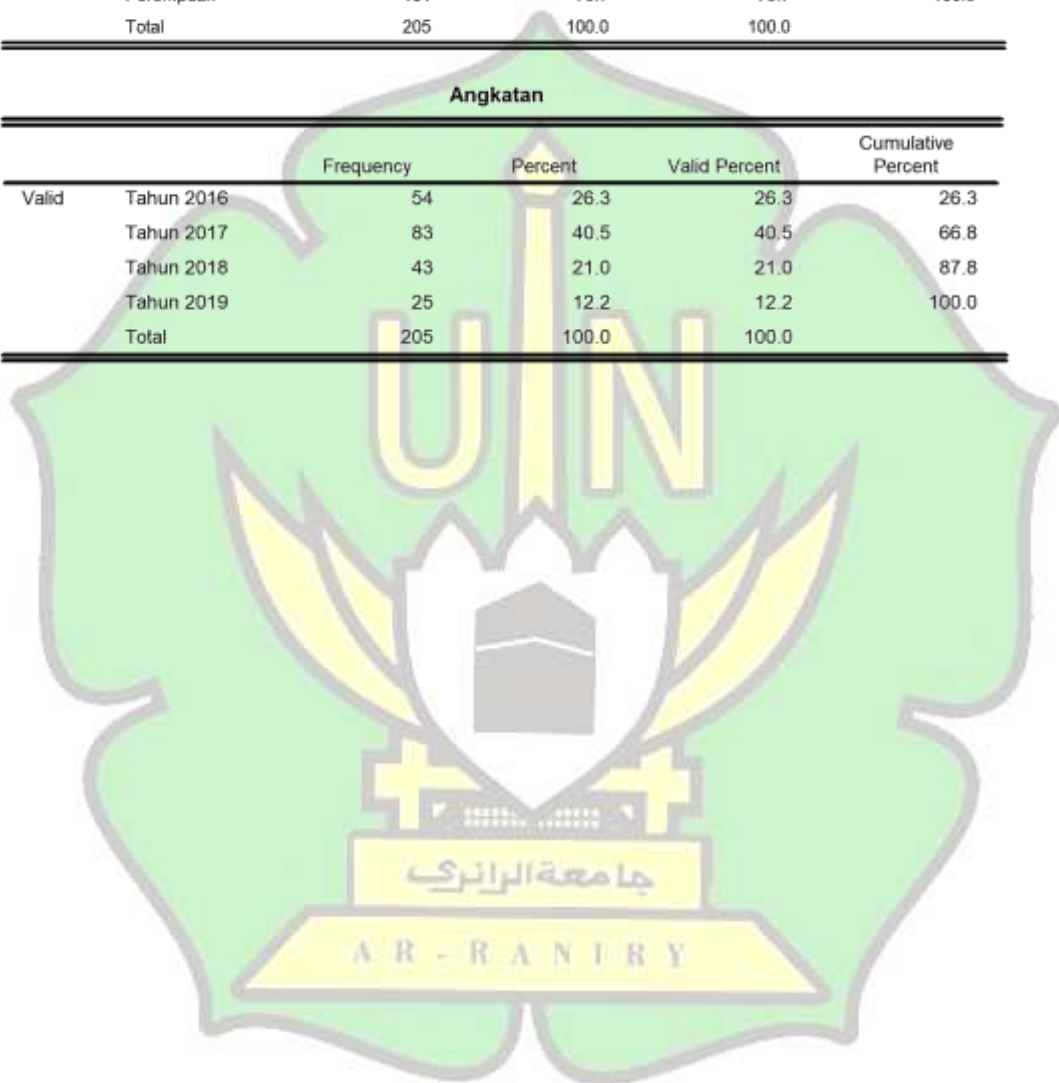 Total 205 100.0 100.0
Angkatan
Frequency Percent Valid Percent Cumulative Percent
Valid Tahun 2016 54 26.3 26.3 26.3
Tahun 2017 83 40.5 40.5 66.8
Tahun 2018 43 21.0 21.0 87.8
Tahun 2019 25 12.2 12.2 100.0
Total 205 100.0 100.0
UIN
جامعة الرانري
AR-RANIRY